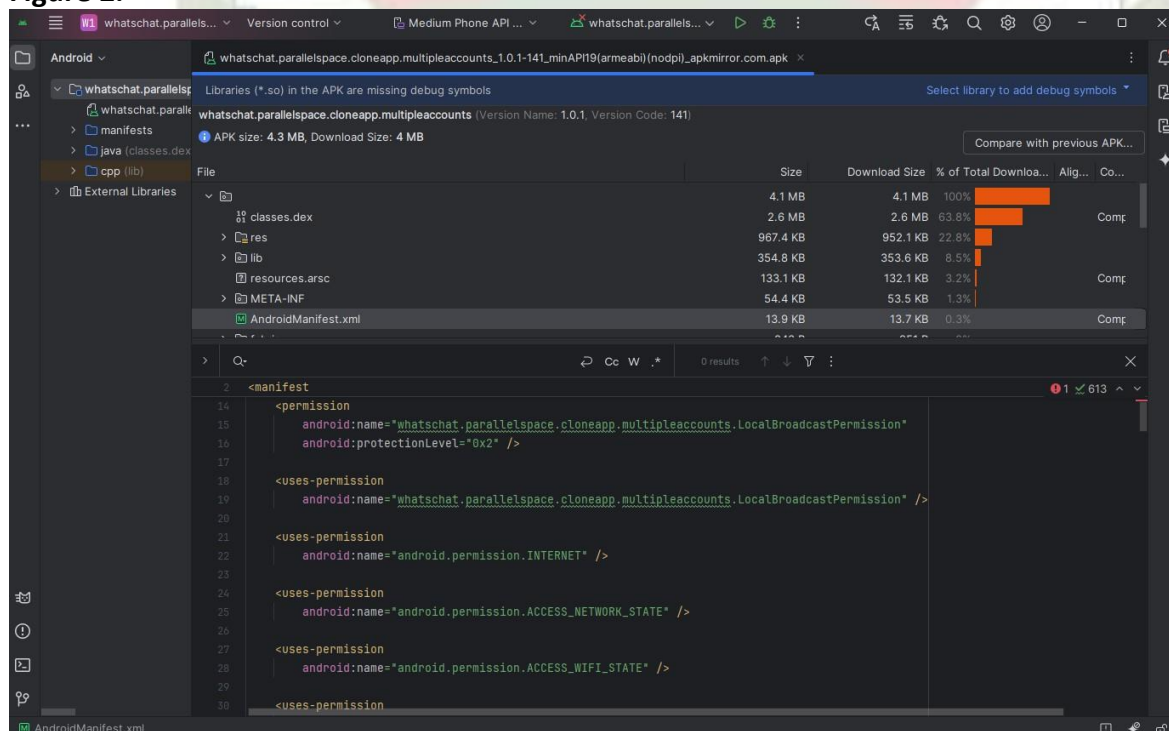 W1 whatschat.parallels... Version control Medium Phone API ... whatschat.parallels...
Android
whatschat.parallelspace.cloneapp.multipleaccounts_1.0.1-141_minAPI19(armeabi)(nodpi)_apkmirror.com.apk
whatschat.parallelsp
whatschat.paralle
manifests
java (classes.dex
cpp (lib)
External Libraries
Libraries (*.so) in the APK are missing debug symbols Select library to add debug symbols
whatschat.parallelspace.cloneapp.multipleaccounts (Version Name: 1.0.1, Version Code: 141)
APK size: 4.3 MB, Download Size: 4 MB
Compare with previous APK...
File Size Download Size % of Total Downloa... Alig... Co...
4.1 MB 4.1 MB 100%
classes.dex 2.6 MB 2.6 MB 63.8% Comp
res 967.4 KB 952.1 KB 22.8%
lib 354.8 KB 353.6 KB 8.5%
resources.arsc 133.1 KB 132.1 KB 3.2% Comp
META-INF 54.4 KB 53.5 KB 1.3%
AndroidManifest.xml 13.9 KB 13.7 KB 0.3% Comp
Cc W .* 0 results
2 <manifest 1 613
14 <permission
15 android:name="whatschat.parallelspace.cloneapp.multipleaccounts.LocalBroadcastPermission"
16 android:protectionLevel="0x2" />
17
18 <uses-permission
19 android:name="whatschat.parallelspace.cloneapp.multipleaccounts.LocalBroadcastPermission" />
20
21 <uses-permission
22 android:name="android.permission.INTERNET" />
23
24 <uses-permission
25 android:name="android.permission.ACCESS_NETWORK_STATE" />
26
27 <uses-permission
28 android:name="android.permission.ACCESS_WIFI_STATE" />
29
30 <uses-permission
AndroidManifest.xml